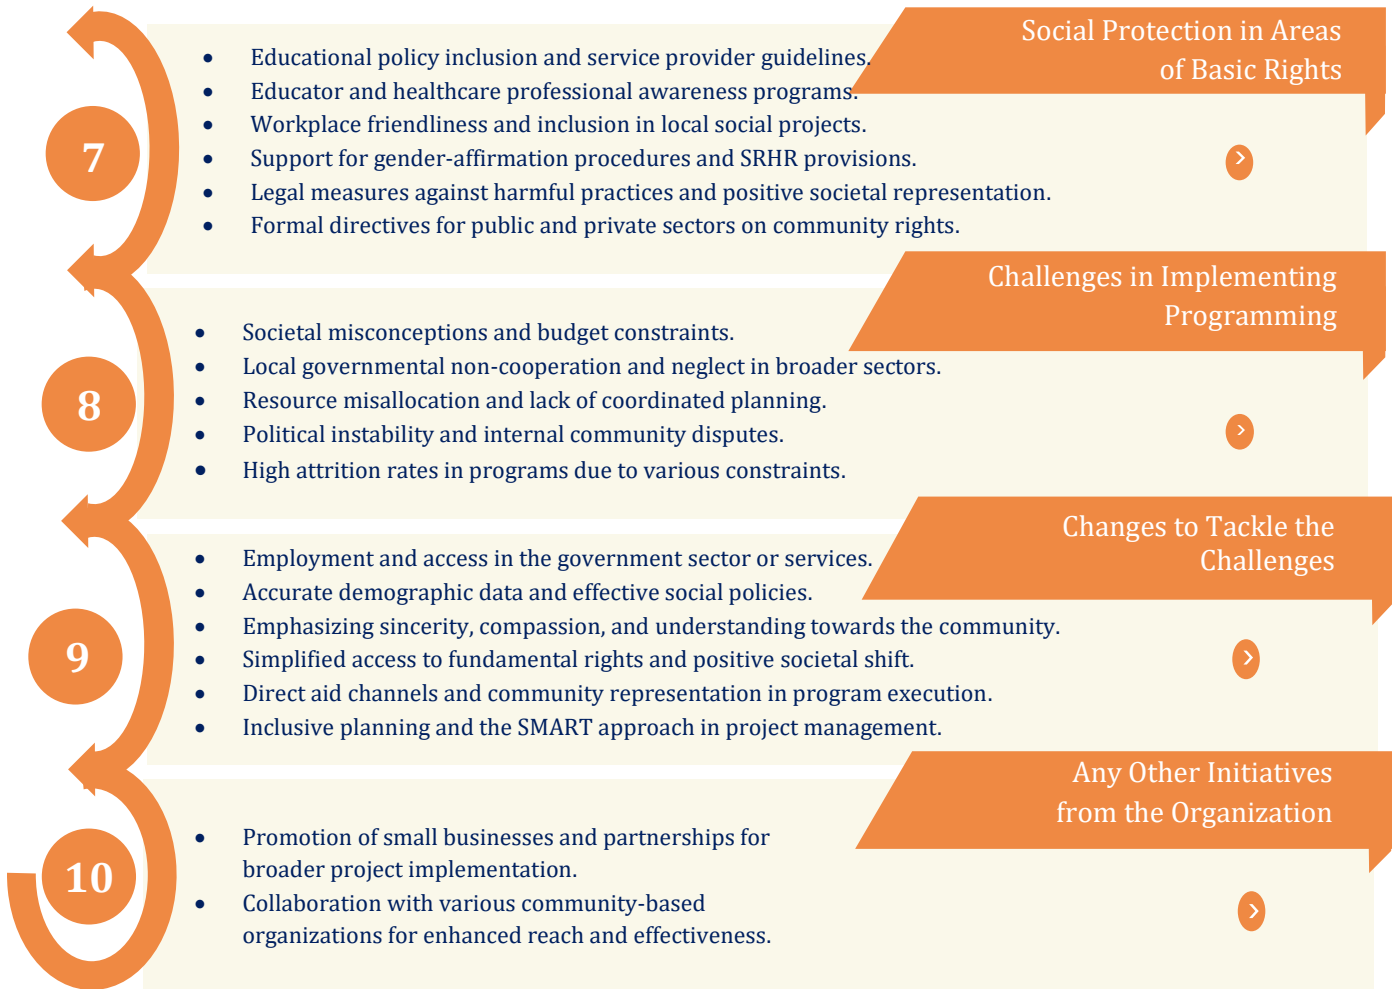 Social Protection in Areas
of Basic Rights
7
• Educational policy inclusion and service provider guidelines.
• Educator and healthcare professional awareness programs.
• Workplace friendliness and inclusion in local social projects.
• Support for gender-affirmation procedures and SRHR provisions.
• Legal measures against harmful practices and positive societal representation.
• Formal directives for public and private sectors on community rights.
Challenges in Implementing
Programming
8
• Societal misconceptions and budget constraints.
• Local governmental non-cooperation and neglect in broader sectors.
• Resource misallocation and lack of coordinated planning.
• Political instability and internal community disputes.
• High attrition rates in programs due to various constraints.
Changes to Tackle the
Challenges
9
• Employment and access in the government sector or services.
• Accurate demographic data and effective social policies.
• Emphasizing sincerity, compassion, and understanding towards the community.
• Simplified access to fundamental rights and positive societal shift.
• Direct aid channels and community representation in program execution.
• Inclusive planning and the SMART approach in project management.
Any Other Initiatives
from the Organization
10
• Promotion of small businesses and partnerships for
broader project implementation.
• Collaboration with various community-based
organizations for enhanced reach and effectiveness.